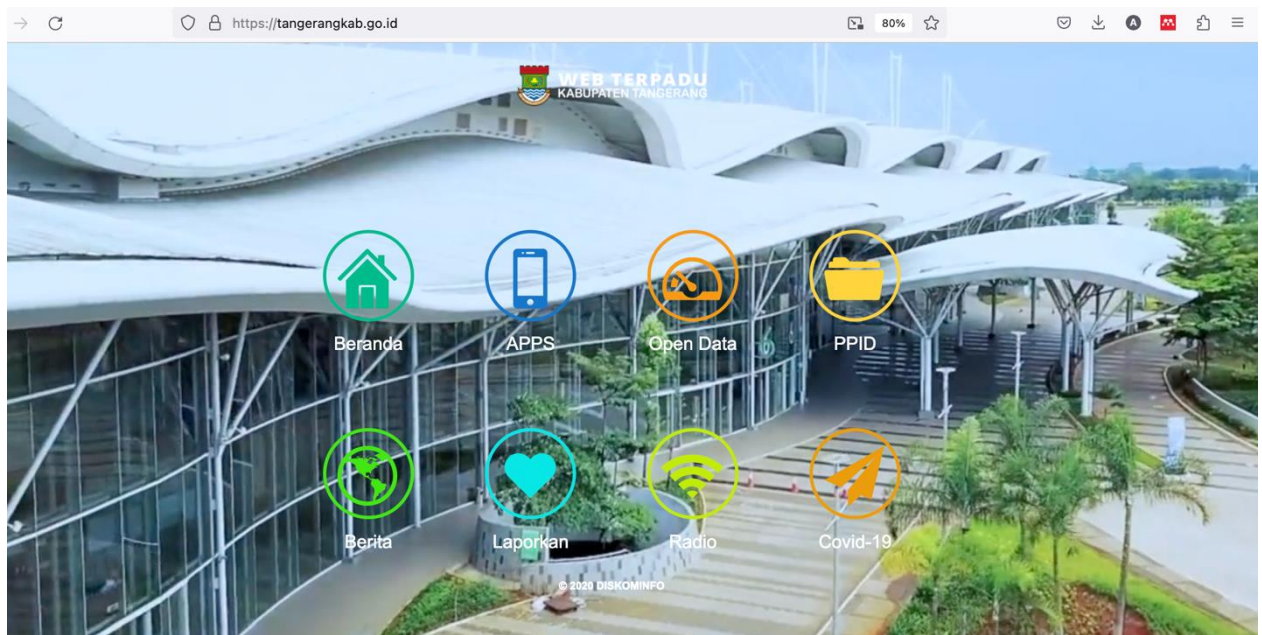 https://tangerangkab.go.id
80%
A
WEB TERPADU
KABUPATEN TANGERANG
Beranda
APPS
Open Data
PPID
Berita
Laporkan
Radio
Covid-19
© 2020 DISKOMINFO